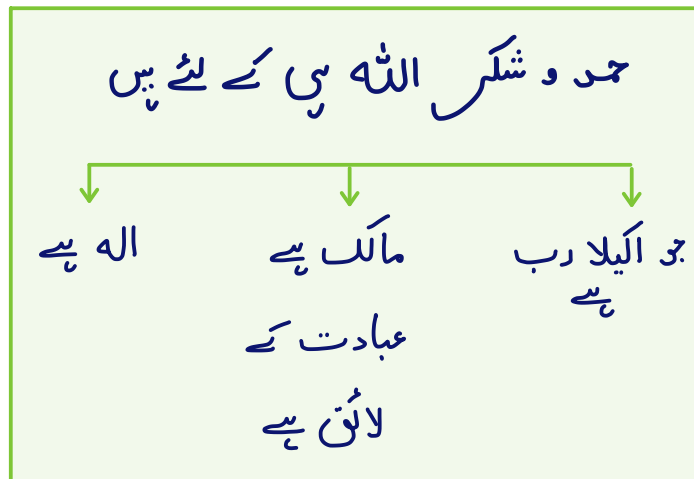 حمد و شکر اللہ ہی کے لئے ہیں
جو اکیلا رب
ہے
مالک ہے
عبادت کے
لائق ہے
الہ ہے